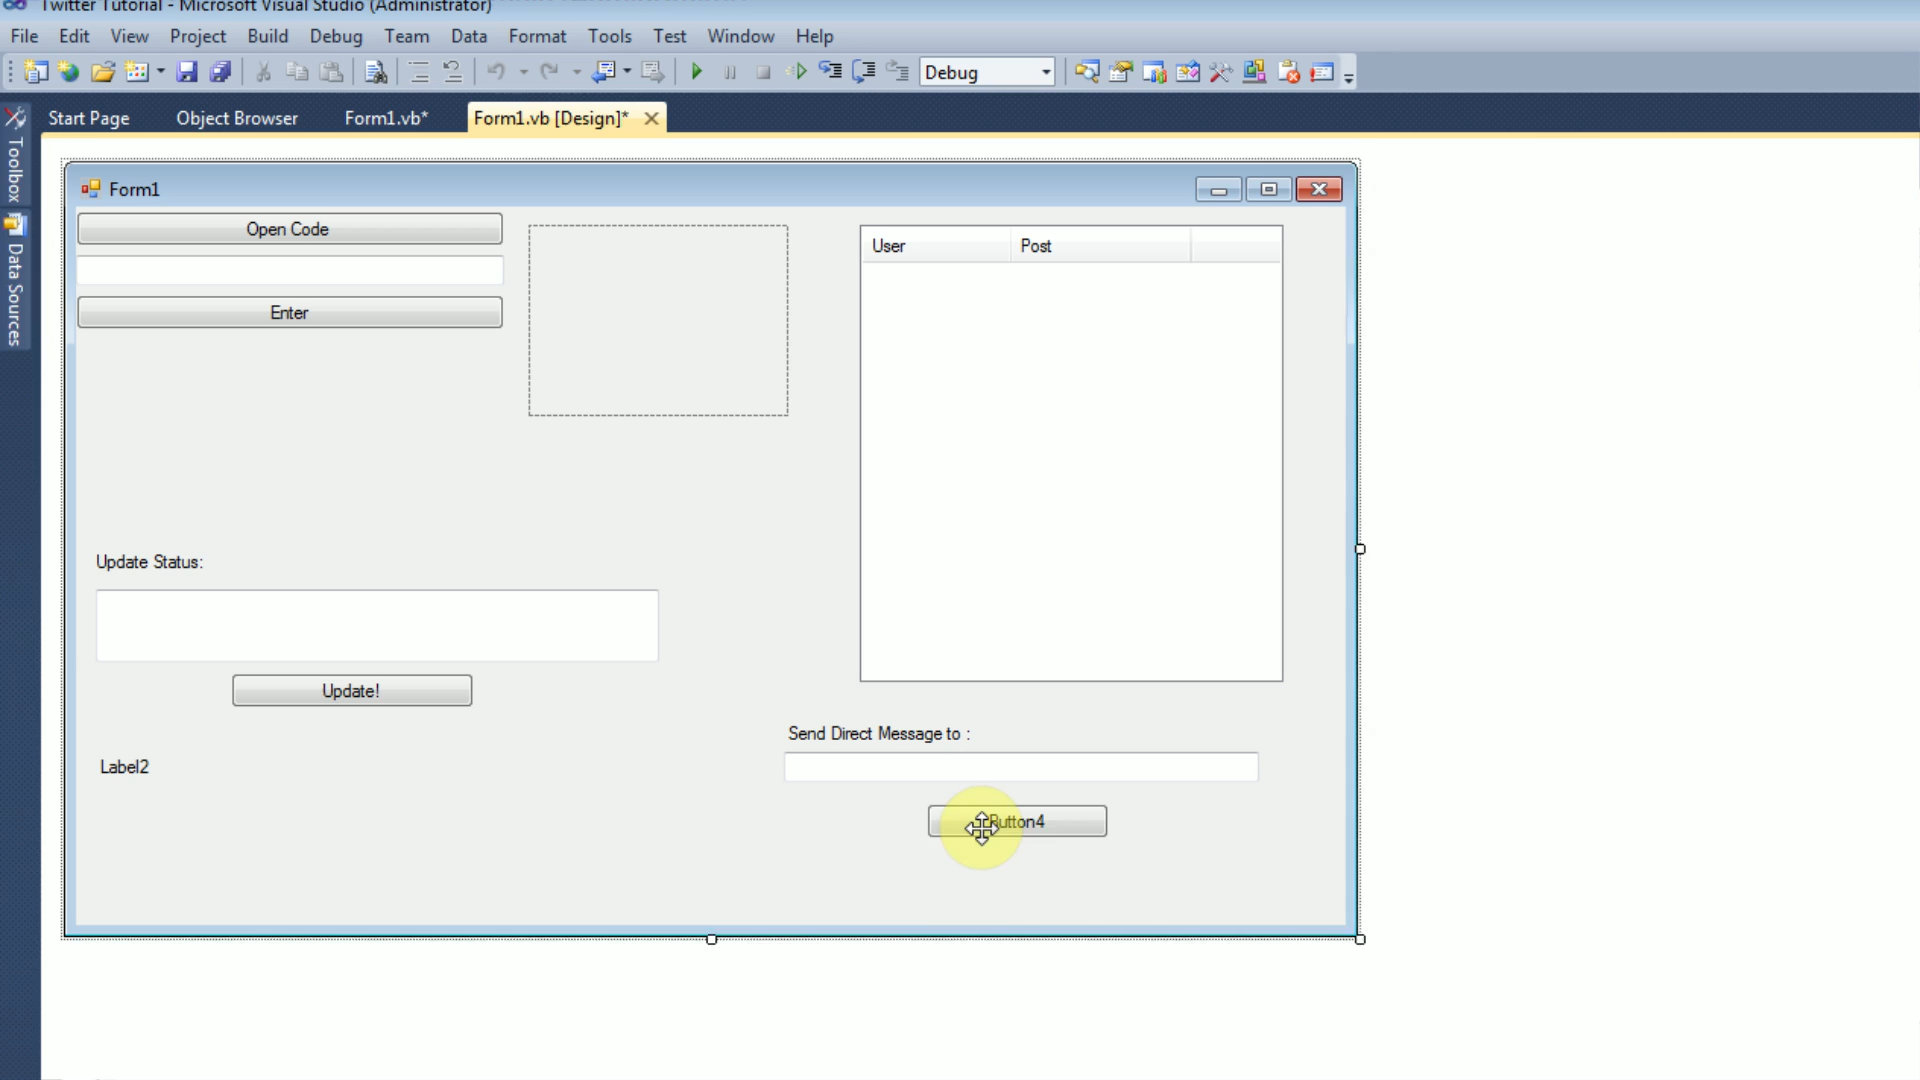 Twitter Tutorial - Microsoft Visual Studio (Administrator)
File Edit View Project Build Debug Team Data Format Tools Test Window Help
Debug
Start Page Object Browser Form1.vb* Form1.vb [Design]*
Toolbox
Data Sources
Form1
Open Code
User Post
Enter
Update Status:
Update!
Send Direct Message to :
Label2
Button4